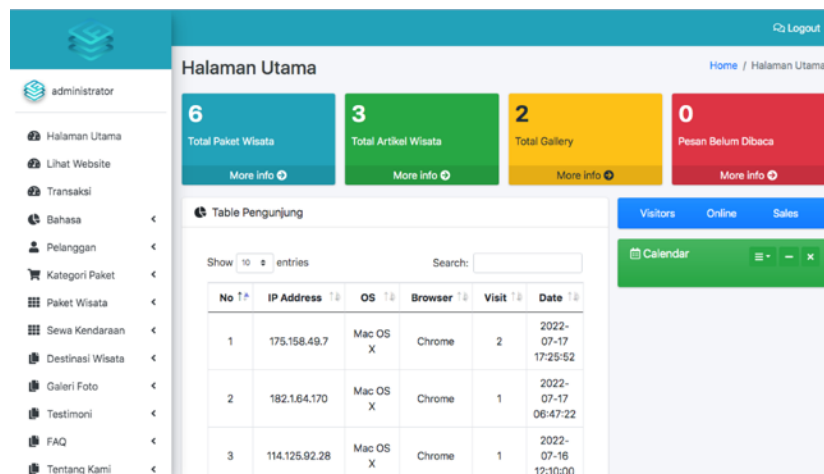 Logout
administrator
Halaman Utama
Lihat Website
Transaksi
Bahasa
Pelanggan
Kategori Paket
Paket Wisata
Sewa Kendaraan
Destinasi Wisata
Galeri Foto
Testimoni
FAQ
Tentang Kami
Halaman Utama
Home / Halaman Utama
6
Total Paket Wisata
More info
3
Total Artikel Wisata
More info
2
Total Gallery
More info
0
Pesan Belum Dibaca
More info
Table Pengunjung
Show 10 entries
Search:
No IP Address OS Browser Visit Date
1 175.158.49.7 Mac OS X Chrome 2 2022-07-17 17:25:52
2 182.1.64.170 Mac OS X Chrome 1 2022-07-17 06:47:22
3 114.125.92.28 Mac OS X Chrome 1 2022-07-16 12:10:00
Visitors Online Sales
Calendar